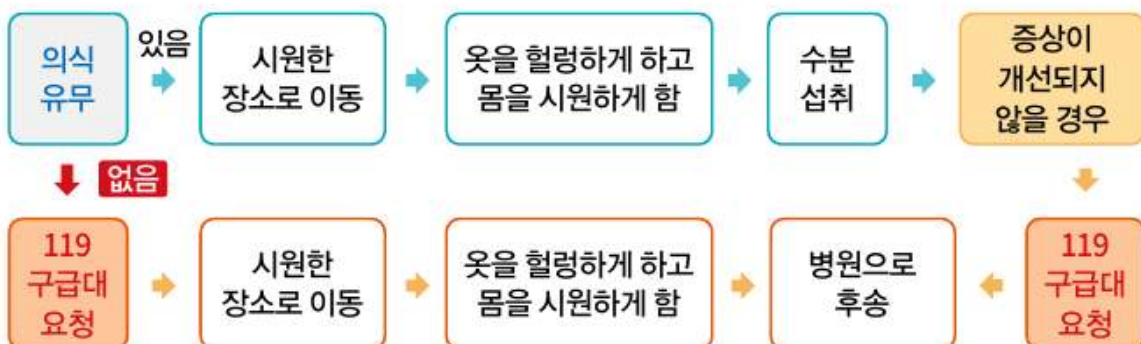 의식
유무
있음
시원한
장소로 이동
옷을 헐렁하게 하고
몸을 시원하게 함
수분
섭취
증상이
개선되지
않을 경우
없음
119
구급대
요청
시원한
장소로 이동
옷을 헐렁하게 하고
몸을 시원하게 함
병원으로
후송
119
구급대
요청